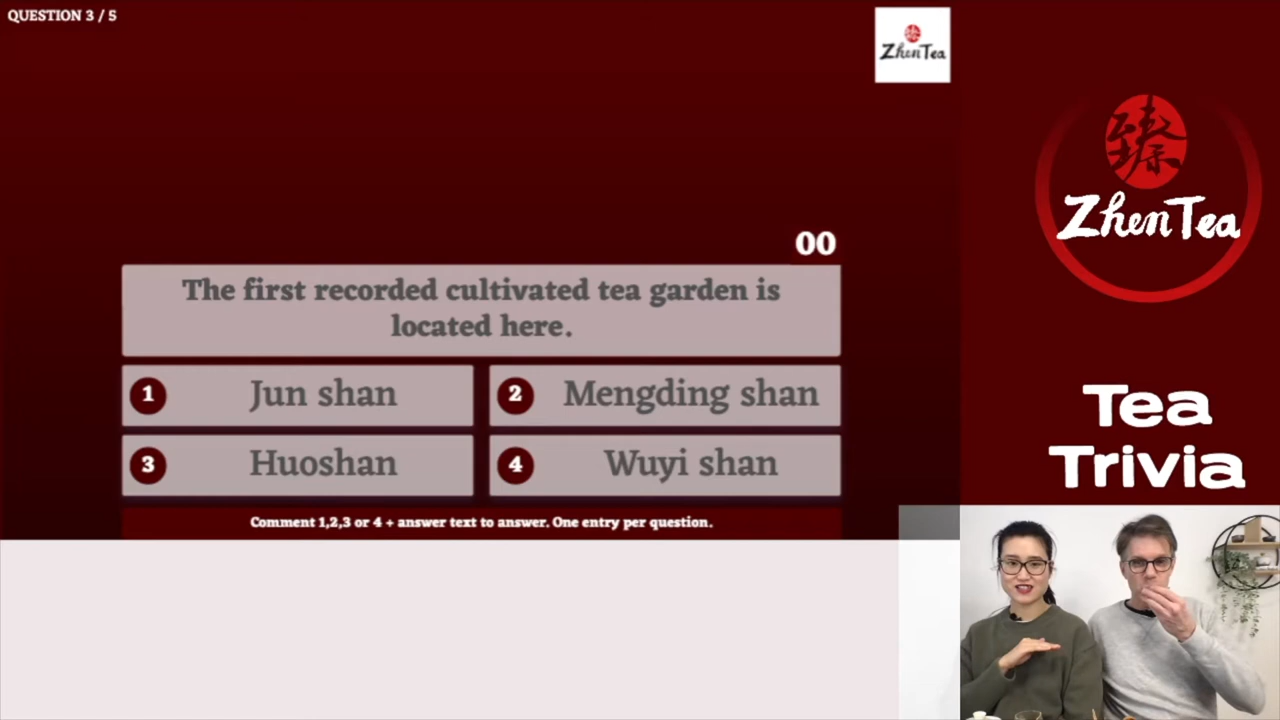 QUESTION 3 / 5
臻
ZhenTea
臻
ZhenTea
00
The first recorded cultivated tea garden is
located here.
1 Jun shan
2 Mengding shan
3 Huoshan
4 Wuyi shan
Comment 1,2,3 or 4 + answer text to answer. One entry per question.
Tea
Trivia